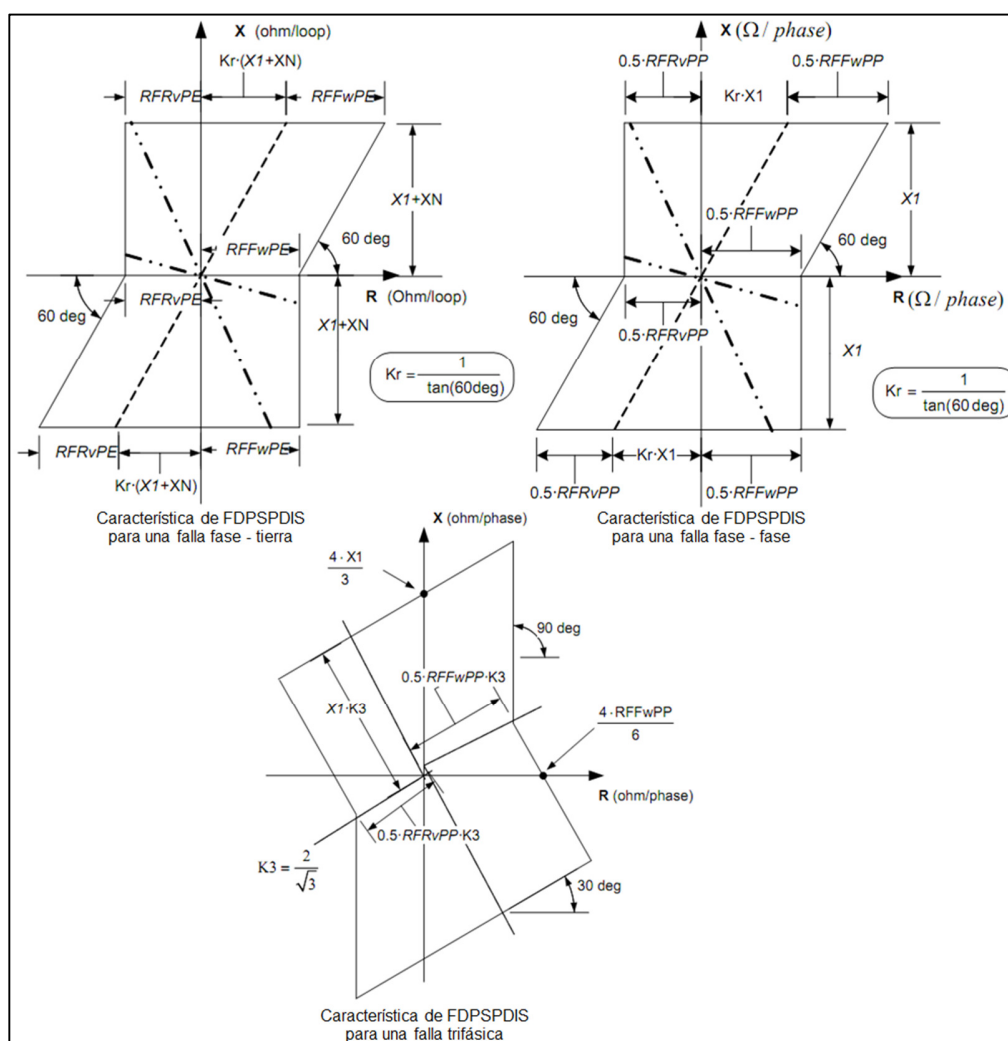 X (ohm/loop)
Kr·(X1+XN)
RFRvPE
RFFwPE
X1+XN
60 deg
RFFwPE
R (Ohm/loop)
RFRvPE
60 deg
X1+XN
Kr = 1 / tan(60deg)
RFRvPE
RFFwPE
Kr·(X1+XN)
Característica de FDPSPDIS
para una falla fase - tierra
X (Ω / phase)
0.5·RFRvPP
0.5·RFFwPP
Kr·X1
X1
0.5·RFFwPP
60 deg
R (Ω / phase)
60 deg
0.5·RFRvPP
X1
Kr = 1 / tan(60deg)
Kr·X1
0.5·RFRvPP
0.5·RFFwPP
Característica de FDPSPDIS
para una falla fase - fase
X (ohm/phase)
4 · X1 / 3
90 deg
0.5·RFFwPP·K3
X1·K3
4 · RFFwPP / 6
R (ohm/phase)
0.5·RFRvPP·K3
K3 = 2 / √3
30 deg
Característica de FDPSPDIS
para una falla trifásica